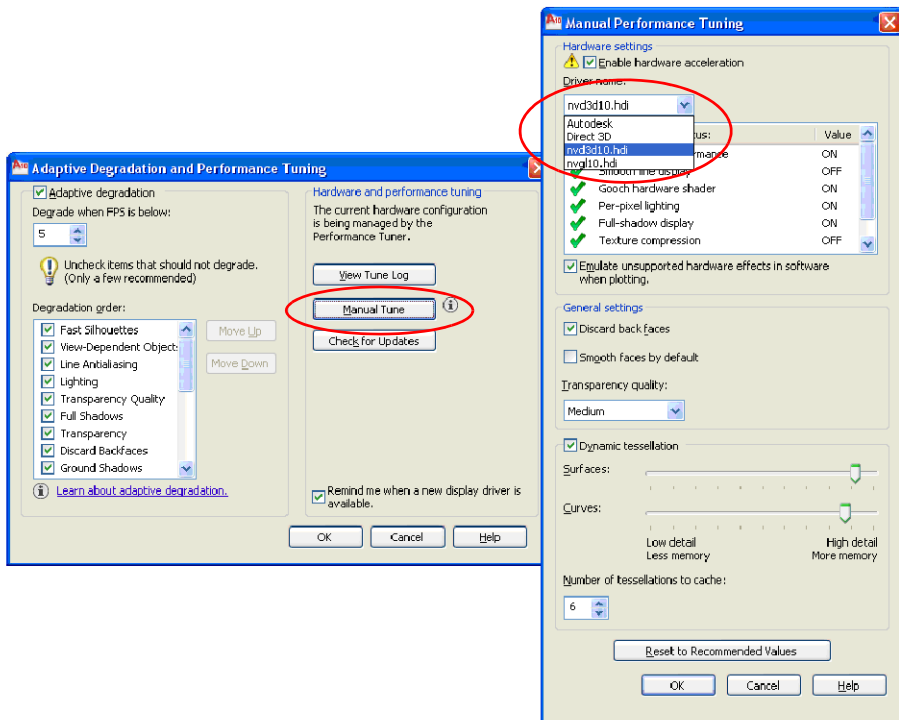 Adaptive Degradation and Performance Tuning
Adaptive degradation
Degrade when FPS is below:
5
Uncheck items that should not degrade.
(Only a few recommended)
Degradation order:
Fast Silhouettes
View-Dependent Object:
Line Antialiasing
Lighting
Transparency Quality
Full Shadows
Transparency
Discard Backfaces
Ground Shadows
Move Up
Move Down
Learn about adaptive degradation.
Hardware and performance tuning
The current hardware configuration
is being managed by the
Performance Tuner.
View Tune Log
Manual Tune
Check for Updates
Remind me when a new display driver is
available.
OK Cancel Help
Manual Performance Tuning
Hardware settings
Enable hardware acceleration
Driver name:
nvd3d10.hdi
Autodesk
Direct 3D
nvd3d10.hdi
nvgl10.hdi
tus: Value
mance ON
Smooth line display OFF
Gooch hardware shader ON
Per-pixel lighting ON
Full-shadow display ON
Texture compression OFF
Emulate unsupported hardware effects in software
when plotting.
General settings
Discard back faces
Smooth faces by default
Transparency quality:
Medium
Dynamic tessellation
Surfaces:
Curves:
Low detail High detail
Less memory More memory
Number of tessellations to cache:
6
Reset to Recommended Values
OK Cancel Help